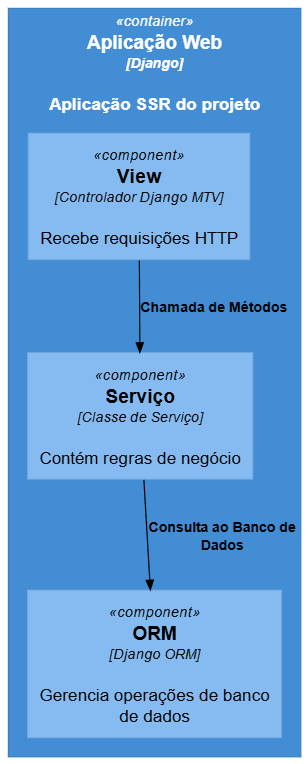 «container»
Aplicação Web
[Django]
Aplicação SSR do projeto
«component»
View
[Controlador Django MTV]
Recebe requisições HTTP
Chamada de Métodos
«component»
Serviço
[Classe de Serviço]
Contém regras de negócio
Consulta ao Banco de
Dados
«component»
ORM
[Django ORM]
Gerencia operações de banco
de dados